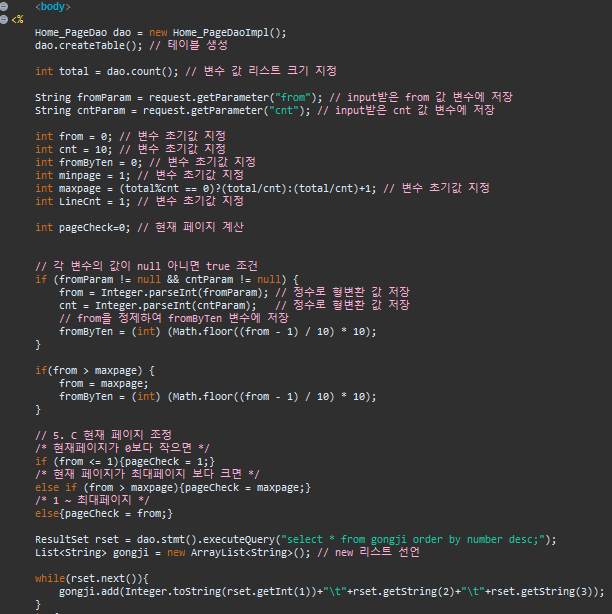 <body>
<%
Home_PageDao dao = new Home_PageDaoImpl();
dao.createTable(); // 테이블 생성
int total = dao.count(); // 변수 값 리스트 크기 지정
String fromParam = request.getParameter("from"); // input받은 from 값 변수에 저장
String cntParam = request.getParameter("cnt"); // input받은 cnt 값 변수에 저장
int from = 0; // 변수 초기값 지정
int cnt = 10; // 변수 초기값 지정
int fromByTen = 0; // 변수 초기값 지정
int minpage = 1; // 변수 초기값 지정
int maxpage = (total%cnt == 0)?(total/cnt):(total/cnt)+1; // 변수 초기값 지정
int LineCnt = 1; // 변수 초기값 지정
int pageCheck=0; // 현재 페이지 계산
// 각 변수의 값이 null 아니면 true 조건
if (fromParam != null && cntParam != null) {
from = Integer.parseInt(fromParam); // 정수로 형변환 값 저장
cnt = Integer.parseInt(cntParam); // 정수로 형변환 값 저장
// from을 정제하여 fromByTen 변수에 저장
fromByTen = (int) (Math.floor((from - 1) / 10) * 10);
}
if(from > maxpage) {
from = maxpage;
fromByTen = (int) (Math.floor((from - 1) / 10) * 10);
}
// 5. C 현재 페이지 조정
/* 현재페이지가 0보다 작으면 */
if (from <= 1){pageCheck = 1;}
/* 현재 페이지가 최대페이지 보다 크면 */
else if (from > maxpage){pageCheck = maxpage;}
/* 1 ~ 최대페이지 */
else{pageCheck = from;}
ResultSet rset = dao.stmt().executeQuery("select * from gongji order by number desc;");
List<String> gongji = new ArrayList<String>(); // new 리스트 선언
while(rset.next()){
gongji.add(Integer.toString(rset.getInt(1))+"\t"+rset.getString(2)+"\t"+rset.getString(3));
}